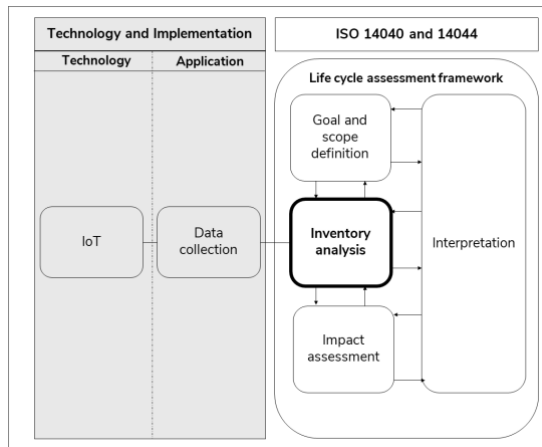 Technology and Implementation
ISO 14040 and 14044
Technology
Application
Life cycle assessment framework
Goal and
scope
definition
IoT
Data
collection
Inventory
analysis
Interpretation
Impact
assessment